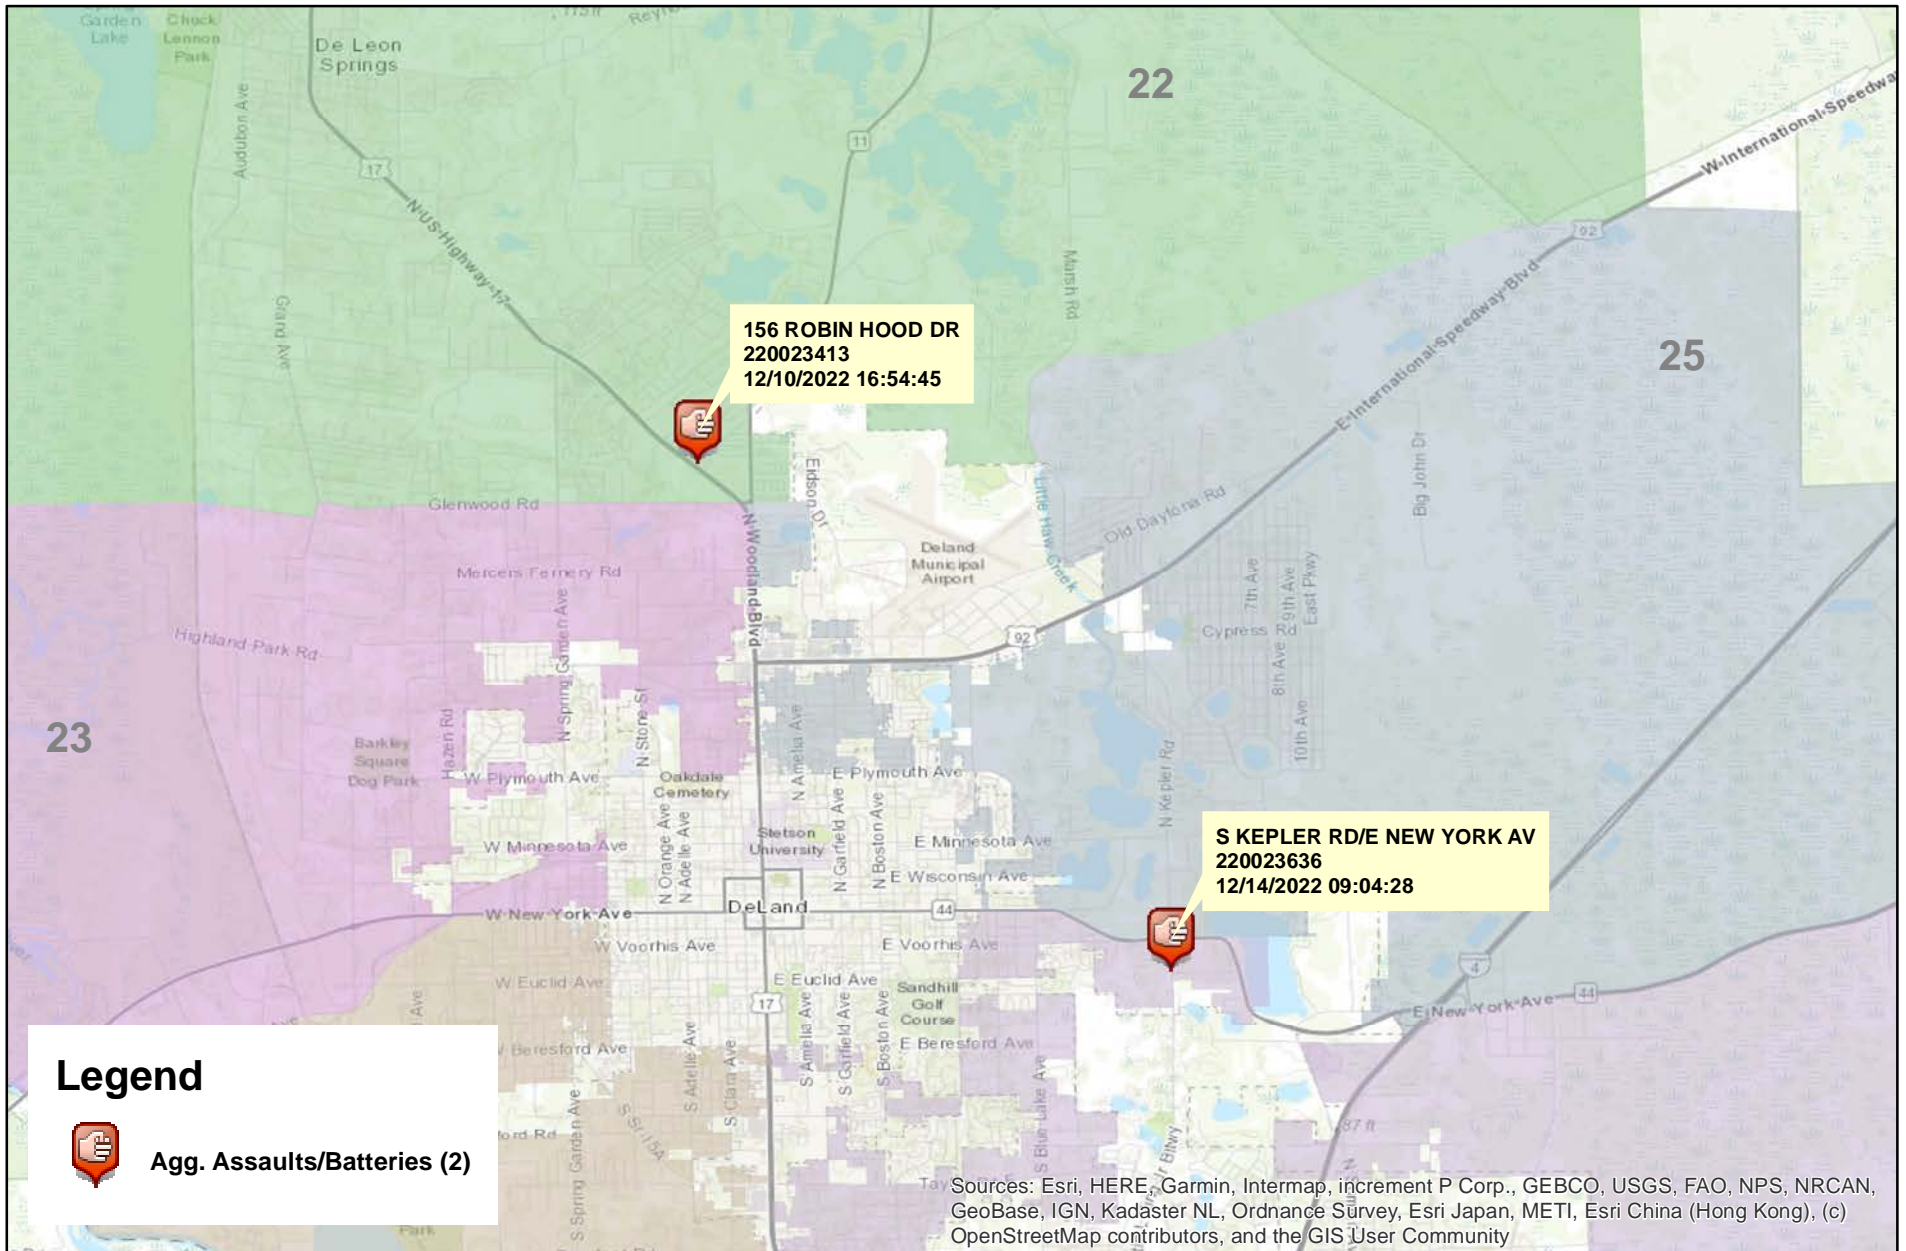 Garden
Lake
Chuck
Lennon
Park
De Leon
Springs
22
Audubon Ave
17
11
N US Highway 17
W International Speedway
92
Marsh Rd
Grand Ave
156 ROBIN HOOD DR
220023413
12/10/2022 16:54:45
25
E International Speedway Blvd
Big John Dr
Glenwood Rd
Eidson Dr
Little Haw Creek
Old Daytona Rd
N Woodland Blvd
Deland
Municipal
Airport
Mercers Fernery Rd
7th Ave
9th Ave
East Pkwy
Highland Park Rd
N Spring Garden Ave
92
Cypress Rd
8th Ave
23
Hazen Rd
N Stone St
Barkley
Square
Dog Park
N Amelia Ave
10th Ave
N Kepler Rd
W Plymouth Ave
Oakdale
Cemetery
E Plymouth Ave
N Orange Ave
N Adelle Ave
Stetson
University
N Garfield Ave
N Boston Ave
W Minnesota Ave
E Minnesota Ave
S KEPLER RD/E NEW YORK AV
220023636
12/14/2022 09:04:28
E Wisconsin Ave
W New York Ave
DeLand
44
W Voorhis Ave
E Voorhis Ave
4
W Euclid Ave
E Euclid Ave
Sandhill
Golf
Course
17
E New York Ave
44
S Amelia Ave
S Garfield Ave
S Boston Ave
Beresford Ave
E Beresford Ave
S Adelle Ave
S Clara Ave
S Blue Lake Ave
Legend
S Spring Garden Ave
S Sr-15A
87 ft
Agg. Assaults/Batteries (2)
Park
Sources: Esri, HERE, Garmin, Intermap, increment P Corp., GEBCO, USGS, FAO, NPS, NRCAN,
GeoBase, IGN, Kadaster NL, Ordnance Survey, Esri Japan, METI, Esri China (Hong Kong), (c)
OpenStreetMap contributors, and the GIS User Community